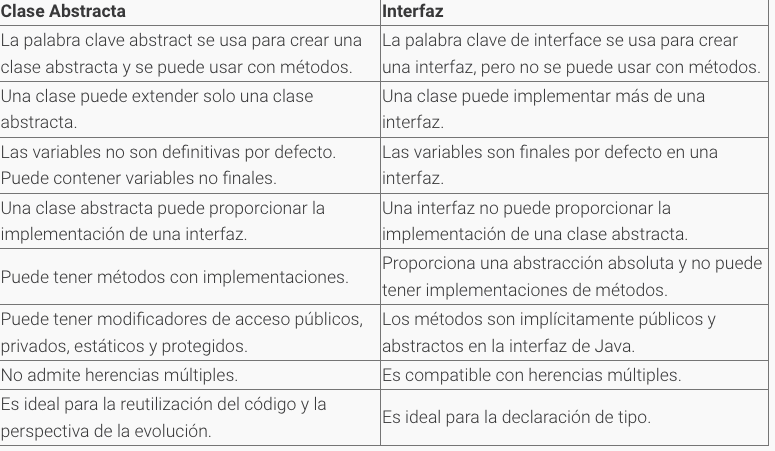 Clase Abstracta
Interfaz
La palabra clave abstract se usa para crear una
clase abstracta y se puede usar con métodos.
La palabra clave de interface se usa para crear
una interfaz, pero no se puede usar con métodos.
Una clase puede extender solo una clase
abstracta.
Una clase puede implementar más de una
interfaz.
Las variables no son definitivas por defecto.
Puede contener variables no finales.
Las variables son finales por defecto en una
interfaz.
Una clase abstracta puede proporcionar la
implementación de una interfaz.
Una interfaz no puede proporcionar la
implementación de una clase abstracta.
Puede tener métodos con implementaciones.
Proporciona una abstracción absoluta y no puede
tener implementaciones de métodos.
Puede tener modificadores de acceso públicos,
privados, estáticos y protegidos.
Los métodos son implícitamente públicos y
abstractos en la interfaz de Java.
No admite herencias múltiples.
Es compatible con herencias múltiples.
Es ideal para la reutilización del código y la
perspectiva de la evolución.
Es ideal para la declaración de tipo.